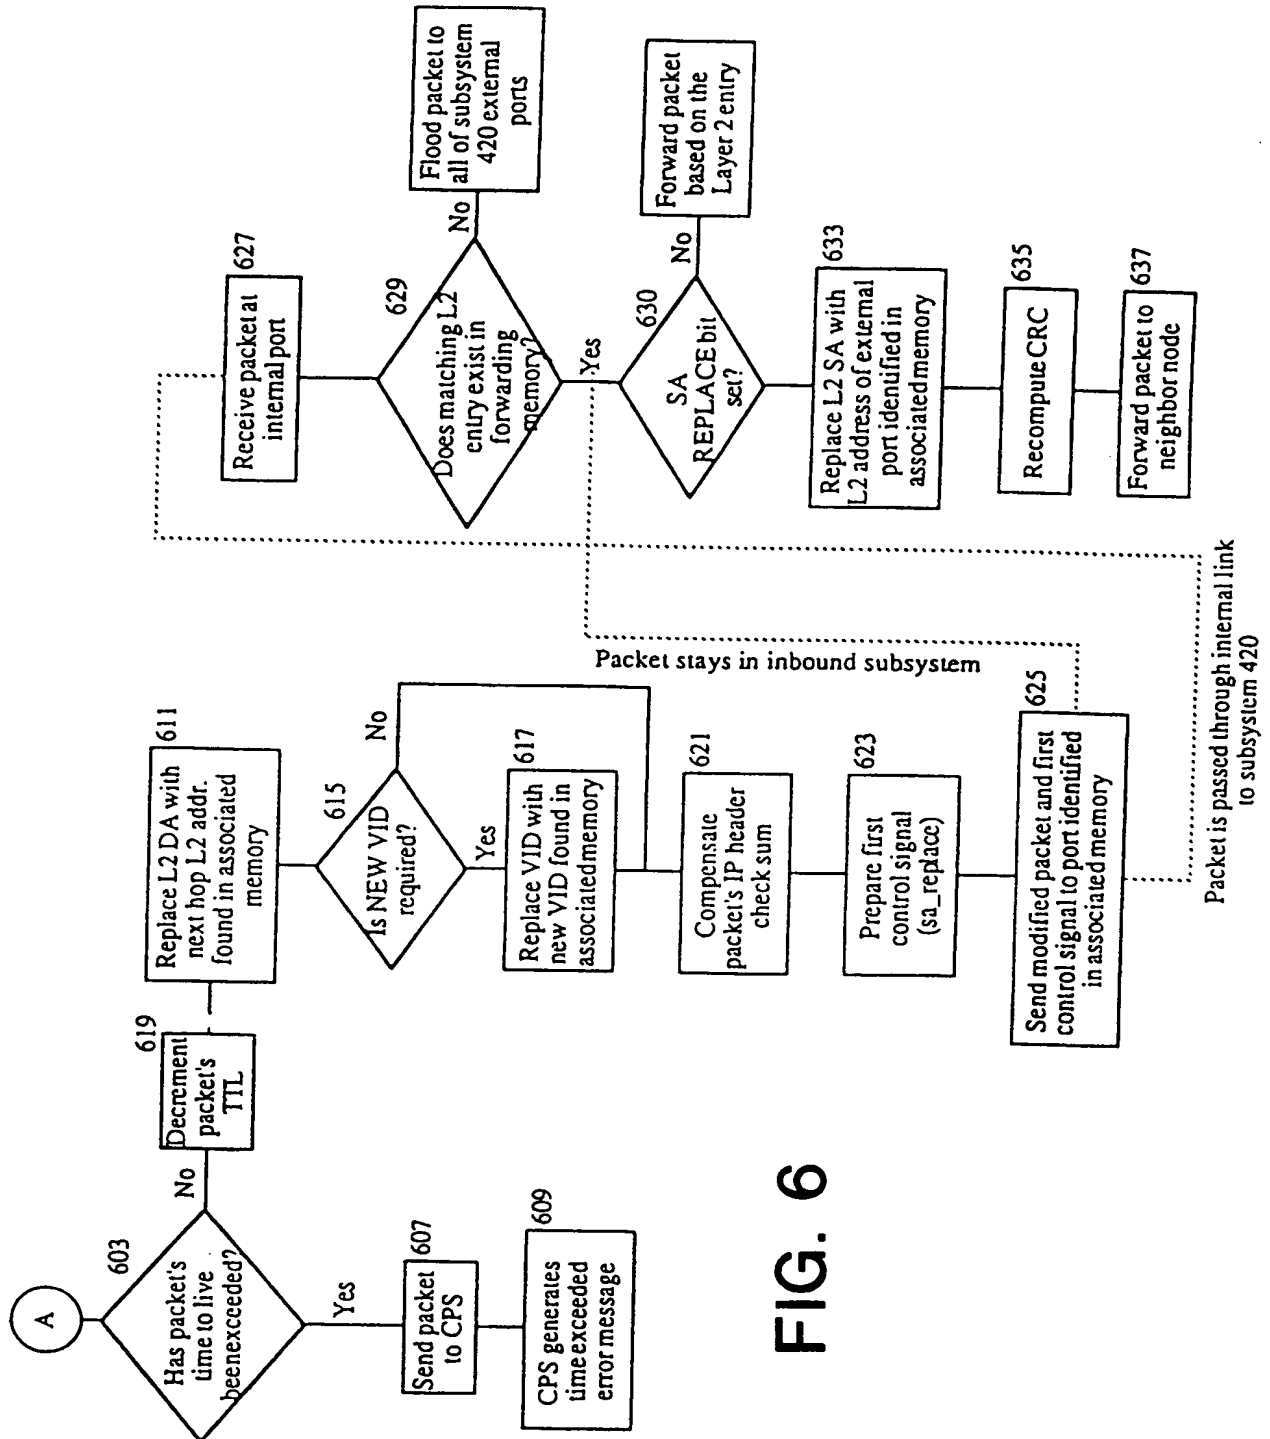 A
603
Has packet's
time to live
beenexceeded?
No
Yes
607
Send packet
to CPS
609
CPS generates
time exceeded
error message
619
Decrement
packet's
TTL
611
Replace L2 DA with
next hop L2 addr.
found in associated
memory
615
Is NEW VID
required?
No
Yes
617
Replace VID with
new VID found in
associatedmemory
621
Compensate
packet's IP header
check sum
623
Prepare first
control signal
(sa_replace)
625
Send modified packet and first
control signal to port identified
in associated memory
Packet stays in inbound subsystem
Packet is passed through internal link
to subsystem 420
627
Receive packet at
internal port
629
Does matching L2
entry exist in
forwarding
memory?
No
Flood packet to
all of subsystem
420 external
ports
Yes
630
SA
REPLACE bit
set?
No
Forward packet
based on the
Layer 2 entry
633
Replace L2 SA with
L2 address of external
port identified in
associatedmemory
635
Recompute CRC
637
Forward packet to
neighbor node
FIG. 6